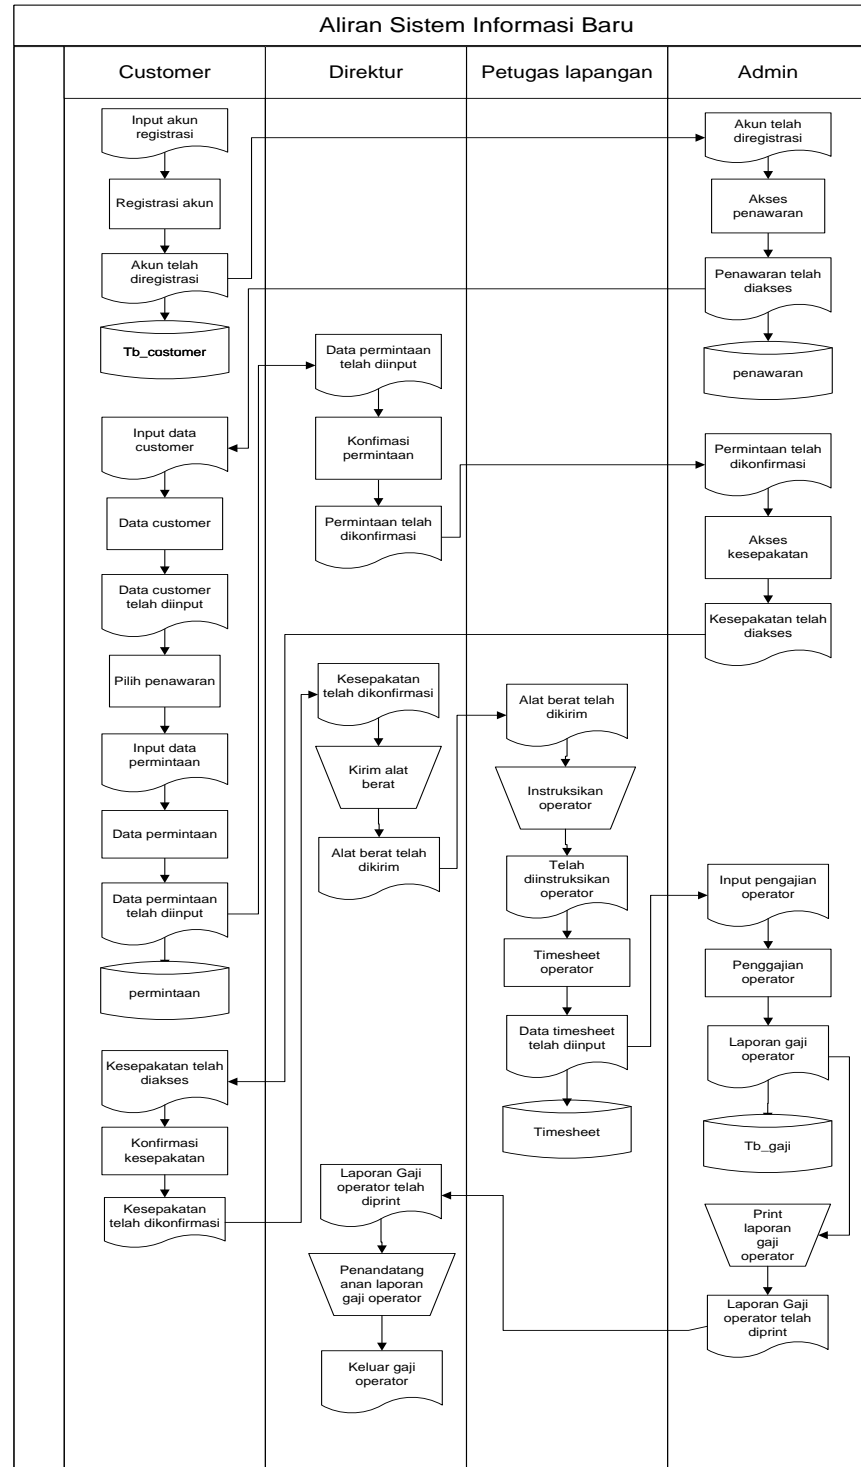 Aliran Sistem Informasi Baru
Customer
Direktur
Petugas lapangan
Admin
Input akun
registrasi
Registrasi akun
Akun telah
diregistrasi
Tb_costomer
Input data
customer
Data customer
Data customer
telah diinput
Pilih penawaran
Input data
permintaan
Data permintaan
Data permintaan
telah diinput
permintaan
Kesepakatan telah
diakses
Konfirmasi
kesepakatan
Kesepakatan
telah dikonfirmasi
Data permintaan
telah diinput
Konfimasi
permintaan
Permintaan telah
dikonfirmasi
Kesepakatan
telah dikonfirmasi
Kirim alat
berat
Alat berat telah
dikirim
Laporan Gaji
operator telah
diprint
Penandatang
anan laporan
gaji operator
Keluar gaji
operator
Alat berat telah
dikirim
Instruksikan
operator
Telah
diinstruksikan
operator
Timesheet
operator
Data timesheet
telah diinput
Timesheet
Akun telah
diregistrasi
Akses
penawaran
Penawaran telah
diakses
penawaran
Permintaan telah
dikonfirmasi
Akses
kesepakatan
Kesepakatan telah
diakses
Input pengajian
operator
Penggajian
operator
Laporan gaji
operator
Tb_gaji
Print
laporan
gaji
operator
Laporan Gaji
operator telah
diprint